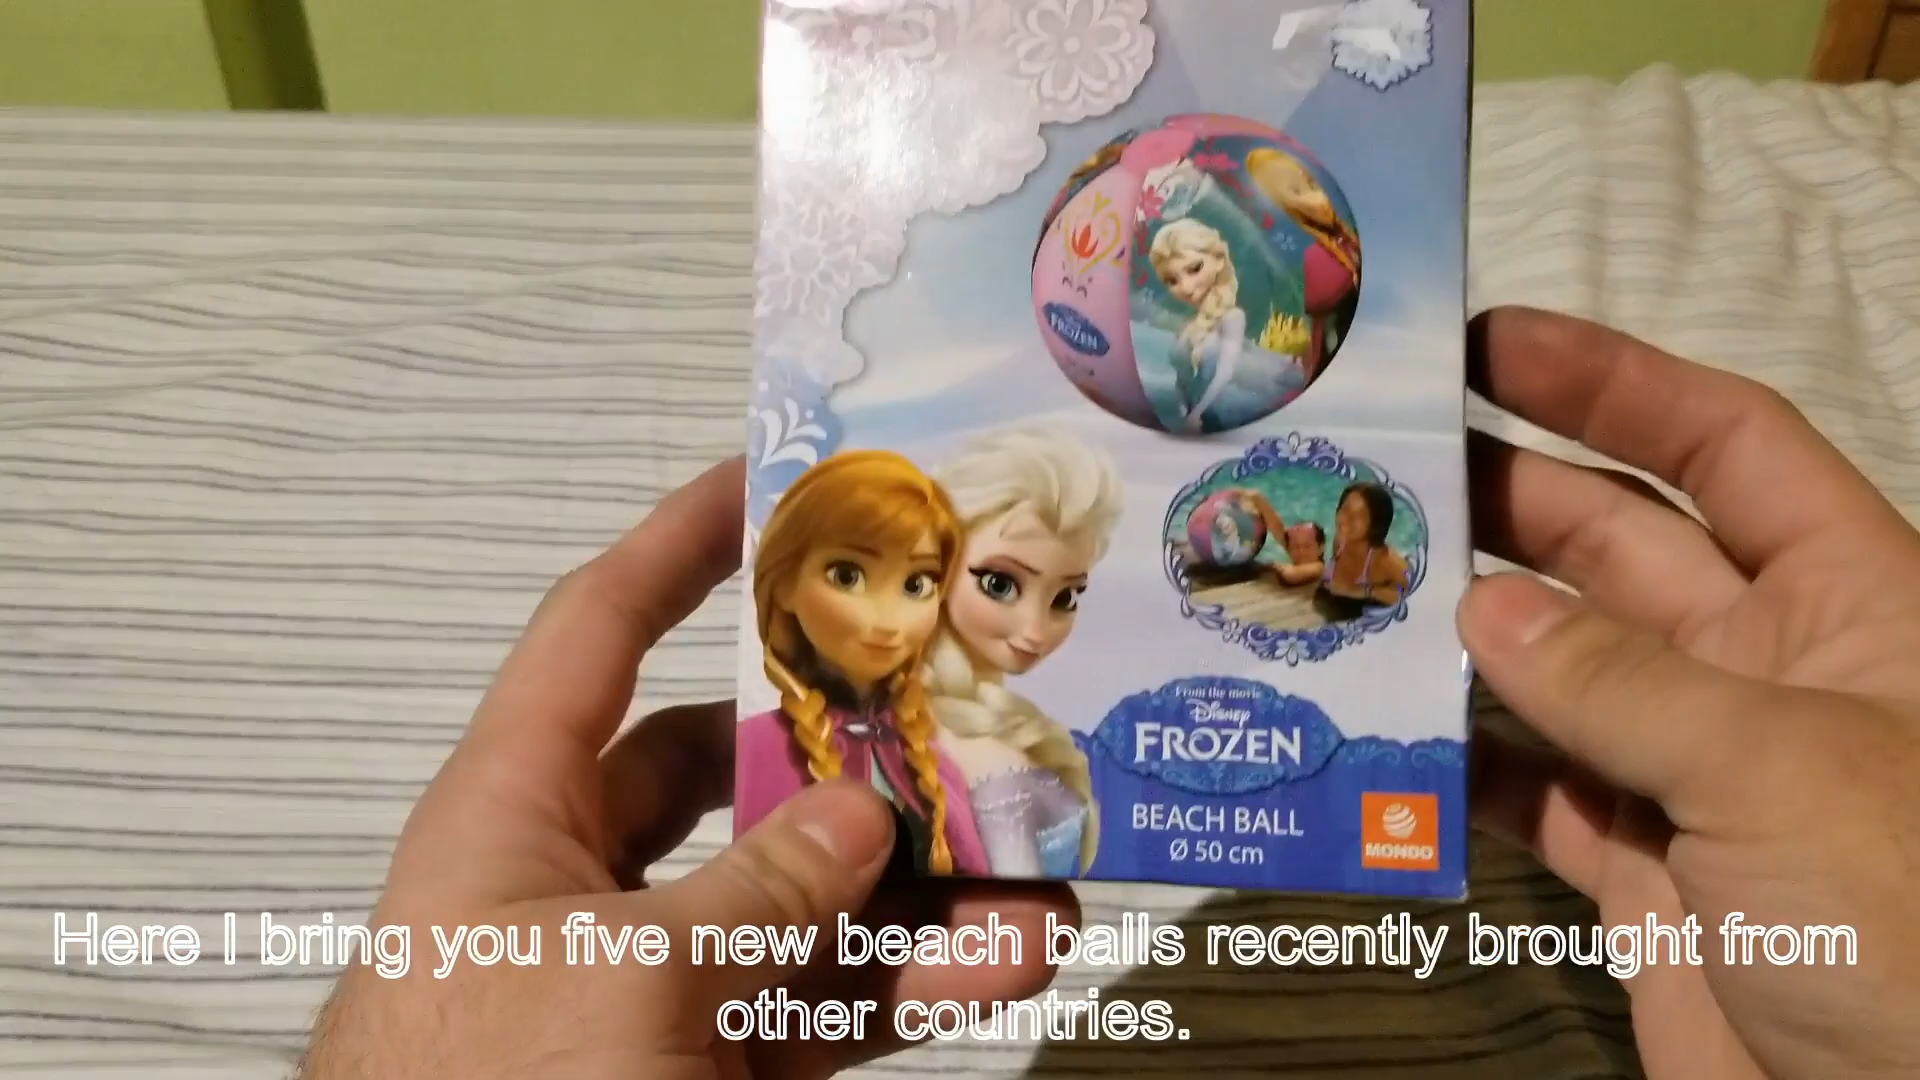 FROZEN
From the movie
Disney
FROZEN
BEACH BALL
Ø 50 cm
MONDO
Here I bring you five new beach balls recently brought from
other countries.